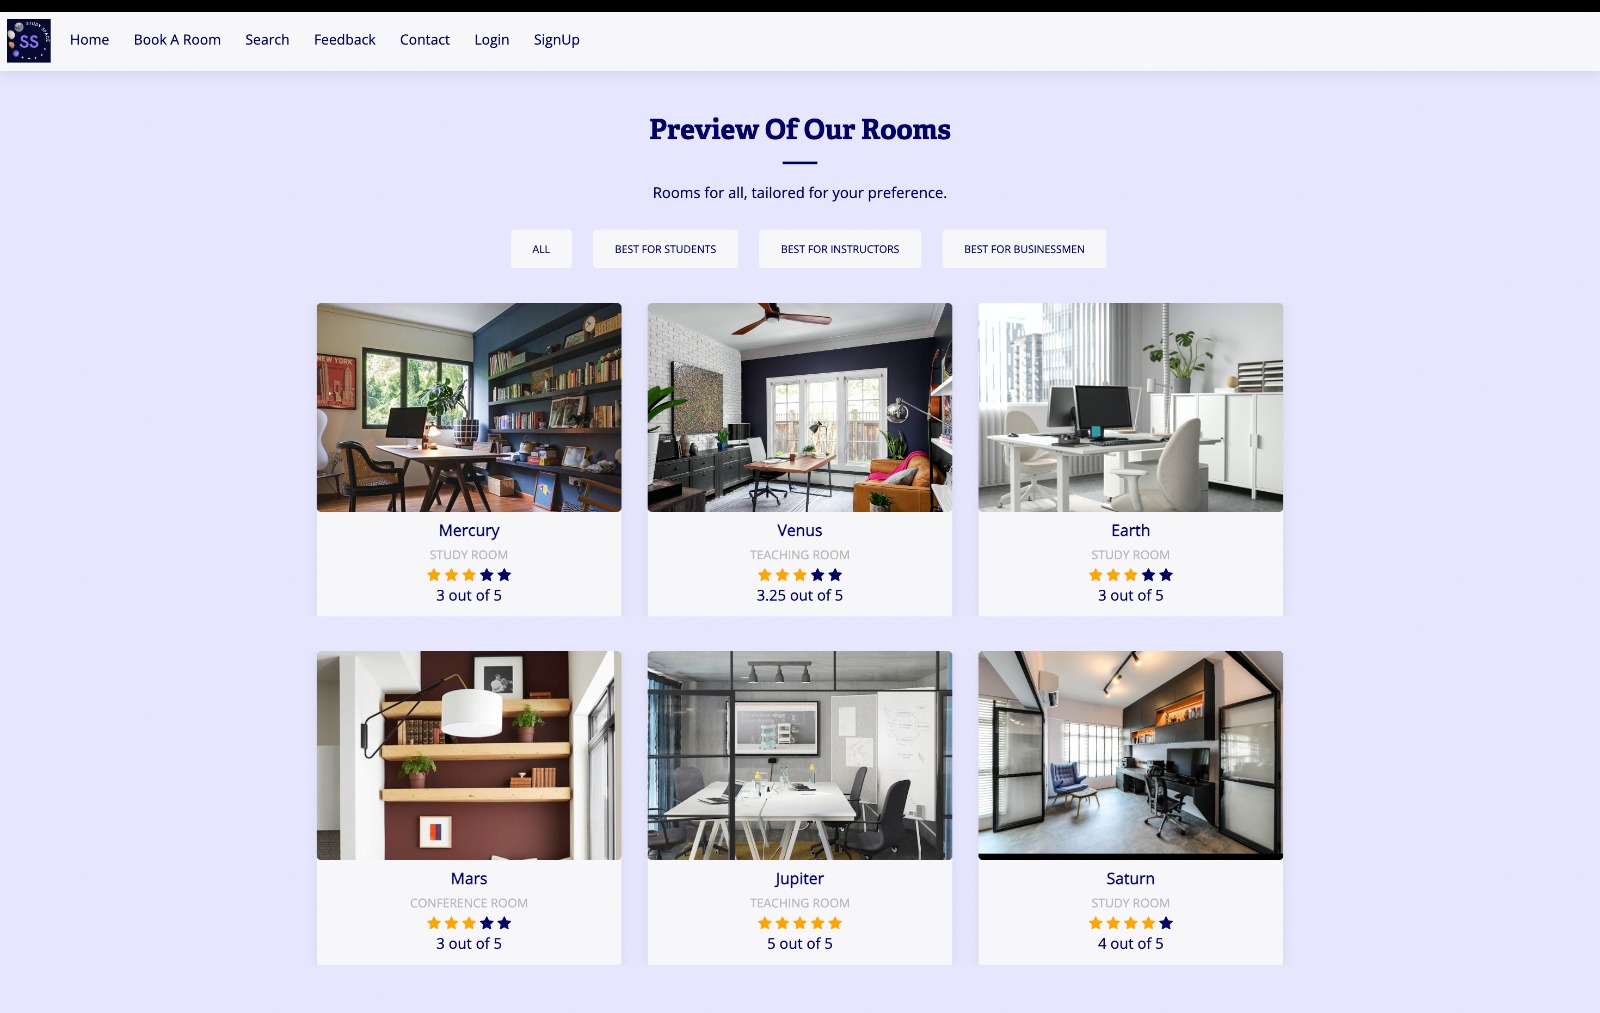 STUDY SPACE
SS
Home Book A Room Search Feedback Contact Login SignUp
Preview Of Our Rooms
Rooms for all, tailored for your preference.
ALL BEST FOR STUDENTS BEST FOR INSTRUCTORS BEST FOR BUSINESSMEN
NEW YORK
Mercury
STUDY ROOM
3 out of 5
Venus
TEACHING ROOM
3.25 out of 5
Earth
STUDY ROOM
3 out of 5
Mars
CONFERENCE ROOM
3 out of 5
Jupiter
TEACHING ROOM
5 out of 5
Saturn
STUDY ROOM
4 out of 5